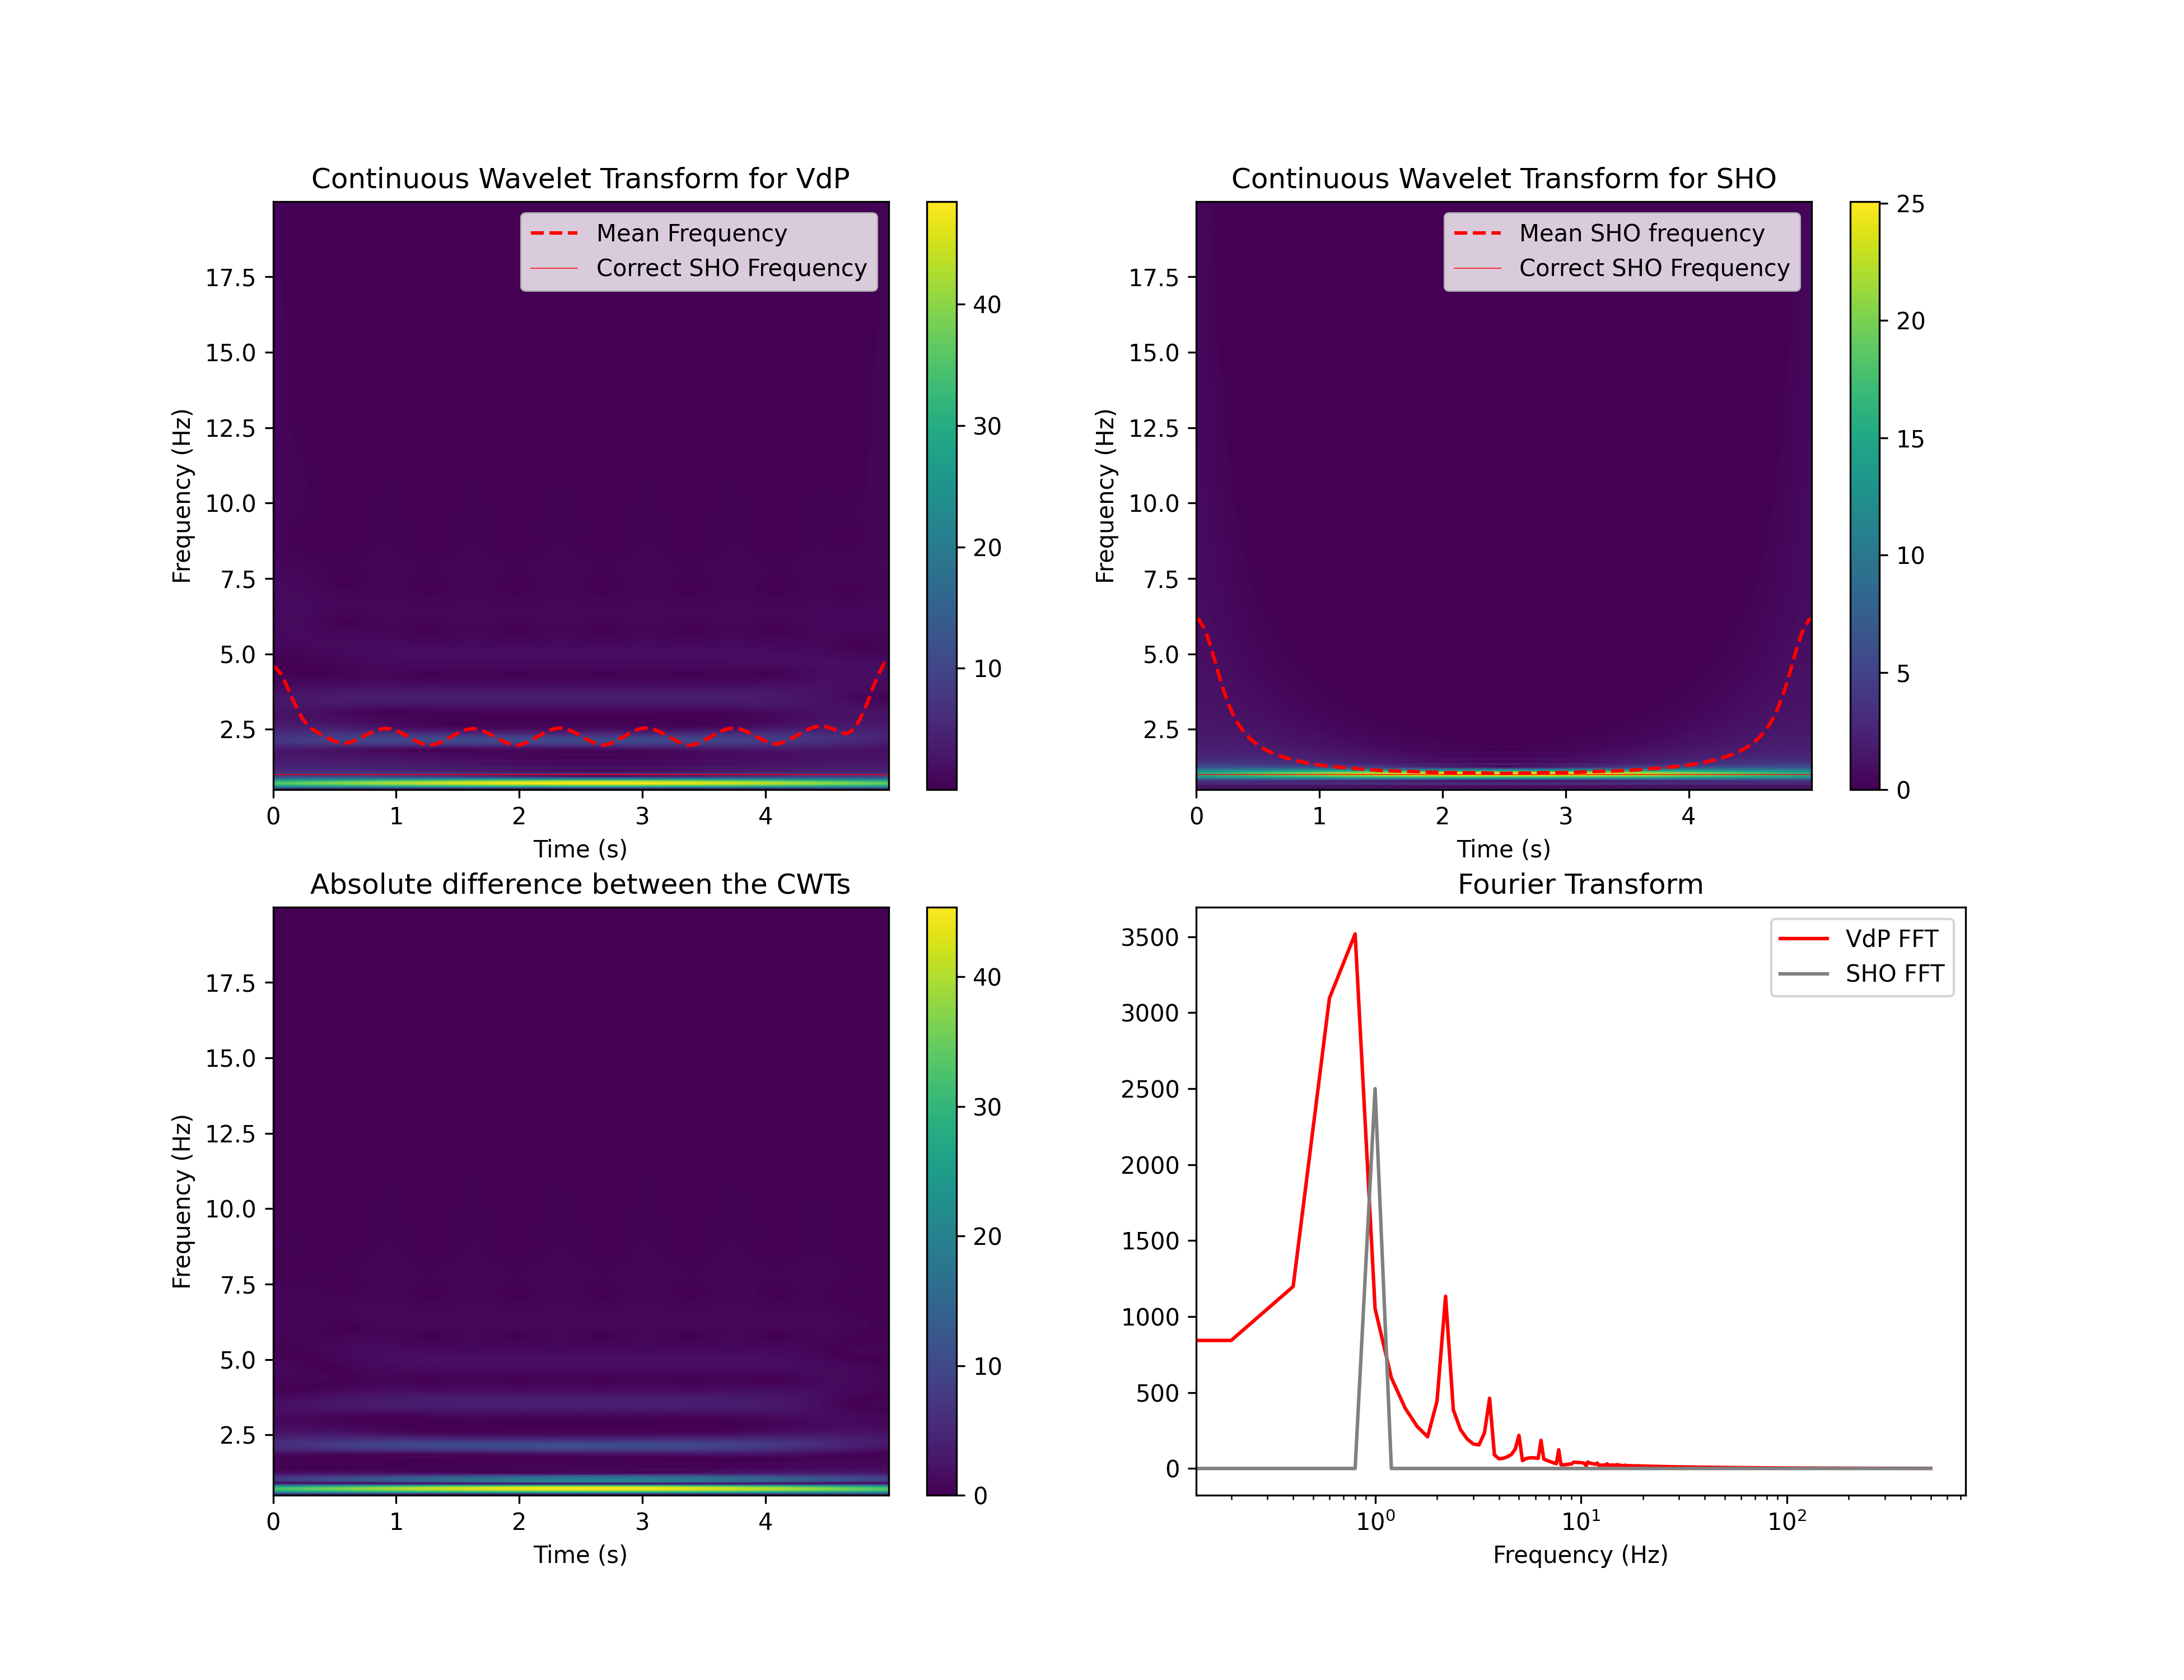 Continuous Wavelet Transform for VdP
Mean Frequency
Correct SHO Frequency
Frequency (Hz)
17.5
15.0
12.5
10.0
7.5
5.0
2.5
0 1 2 3 4
Time (s)
40
30
20
10
Continuous Wavelet Transform for SHO
Mean SHO frequency
Correct SHO Frequency
Frequency (Hz)
17.5
15.0
12.5
10.0
7.5
5.0
2.5
0 1 2 3 4
Time (s)
25
20
15
10
5
0
Absolute difference between the CWTs
Frequency (Hz)
17.5
15.0
12.5
10.0
7.5
5.0
2.5
0 1 2 3 4
Time (s)
40
30
20
10
0
Fourier Transform
VdP FFT
SHO FFT
3500
3000
2500
2000
1500
1000
500
0
10⁰ 10¹ 10²
Frequency (Hz)